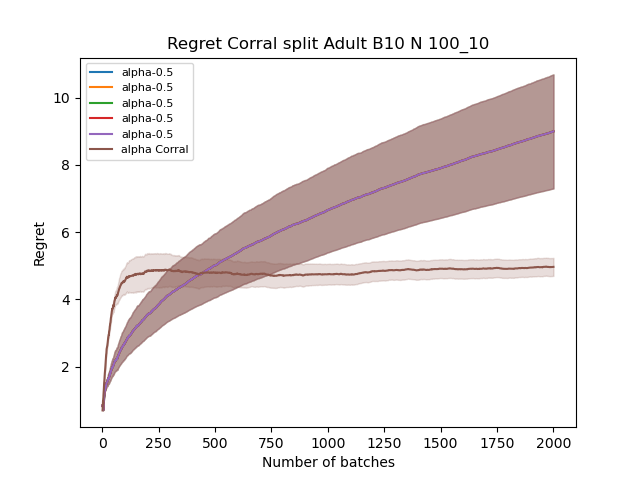 Regret Corral split Adult B10 N 100_10
alpha-0.5
alpha-0.5
alpha-0.5
alpha-0.5
alpha-0.5
alpha Corral
10
8
6
4
2
Regret
0 250 500 750 1000 1250 1500 1750 2000
Number of batches